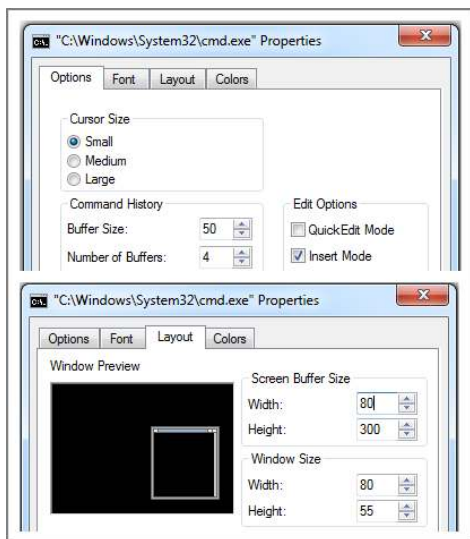 "C:\Windows\System32\cmd.exe" Properties
Options Font Layout Colors
Cursor Size
Small
Medium
Large
Command History
Buffer Size: 50
Number of Buffers: 4
Edit Options
QuickEdit Mode
Insert Mode
"C:\Windows\System32\cmd.exe" Properties
Options Font Layout Colors
Window Preview
Screen Buffer Size
Width: 80
Height: 300
Window Size
Width: 80
Height: 55